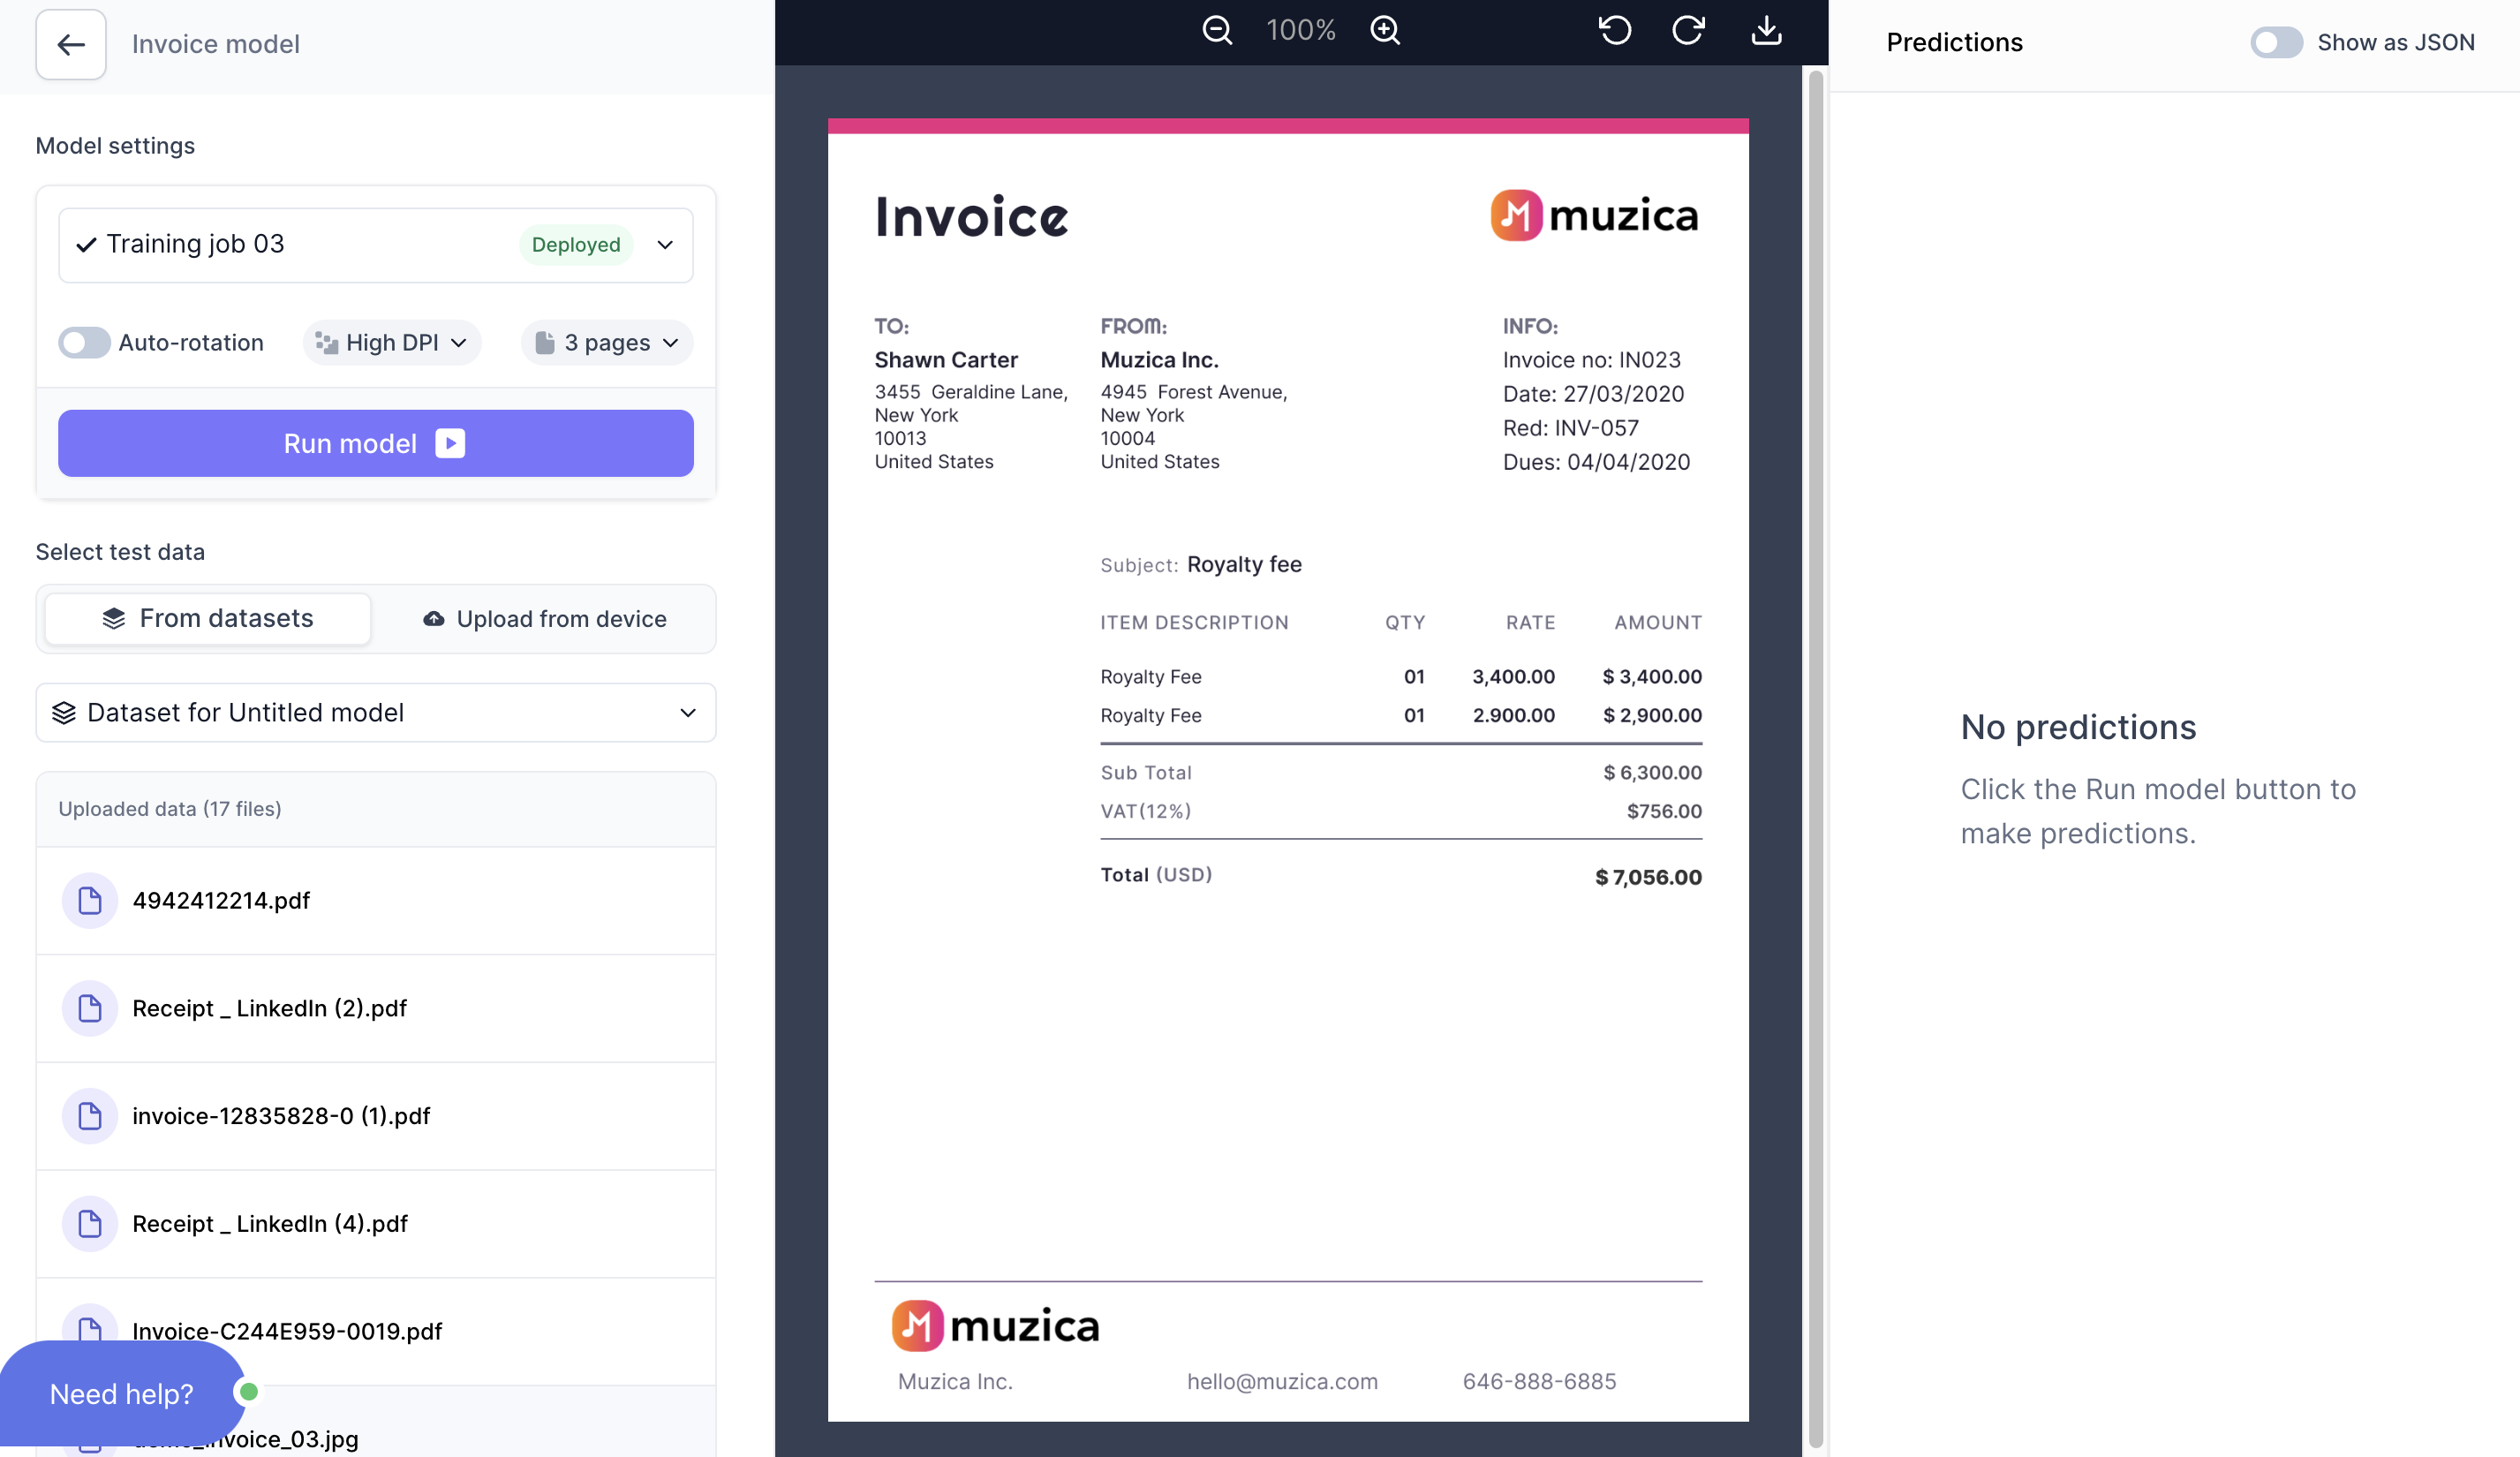 Invoice model
Model settings
Training job 03 Deployed
Auto-rotation High DPI 3 pages
Run model
Select test data
From datasets Upload from device
Dataset for Untitled model
Uploaded data (17 files)
4942412214.pdf
Receipt _ LinkedIn (2).pdf
invoice-12835828-0 (1).pdf
Receipt _ LinkedIn (4).pdf
Invoice-C244E959-0019.pdf
Need help?
invoice_03.jpg
100%
Invoice
muzica
TO:
Shawn Carter
3455 Geraldine Lane,
New York
10013
United States
FROM:
Muzica Inc.
4945 Forest Avenue,
New York
10004
United States
INFO:
Invoice no: IN023
Date: 27/03/2020
Red: INV-057
Dues: 04/04/2020
Subject: Royalty fee
ITEM DESCRIPTION QTY RATE AMOUNT
Royalty Fee 01 3,400.00 $ 3,400.00
Royalty Fee 01 2.900.00 $ 2,900.00
Sub Total $ 6,300.00
VAT(12%) $756.00
Total (USD) $ 7,056.00
muzica
Muzica Inc. hello@muzica.com 646-888-6885
Predictions Show as JSON
No predictions
Click the Run model button to
make predictions.